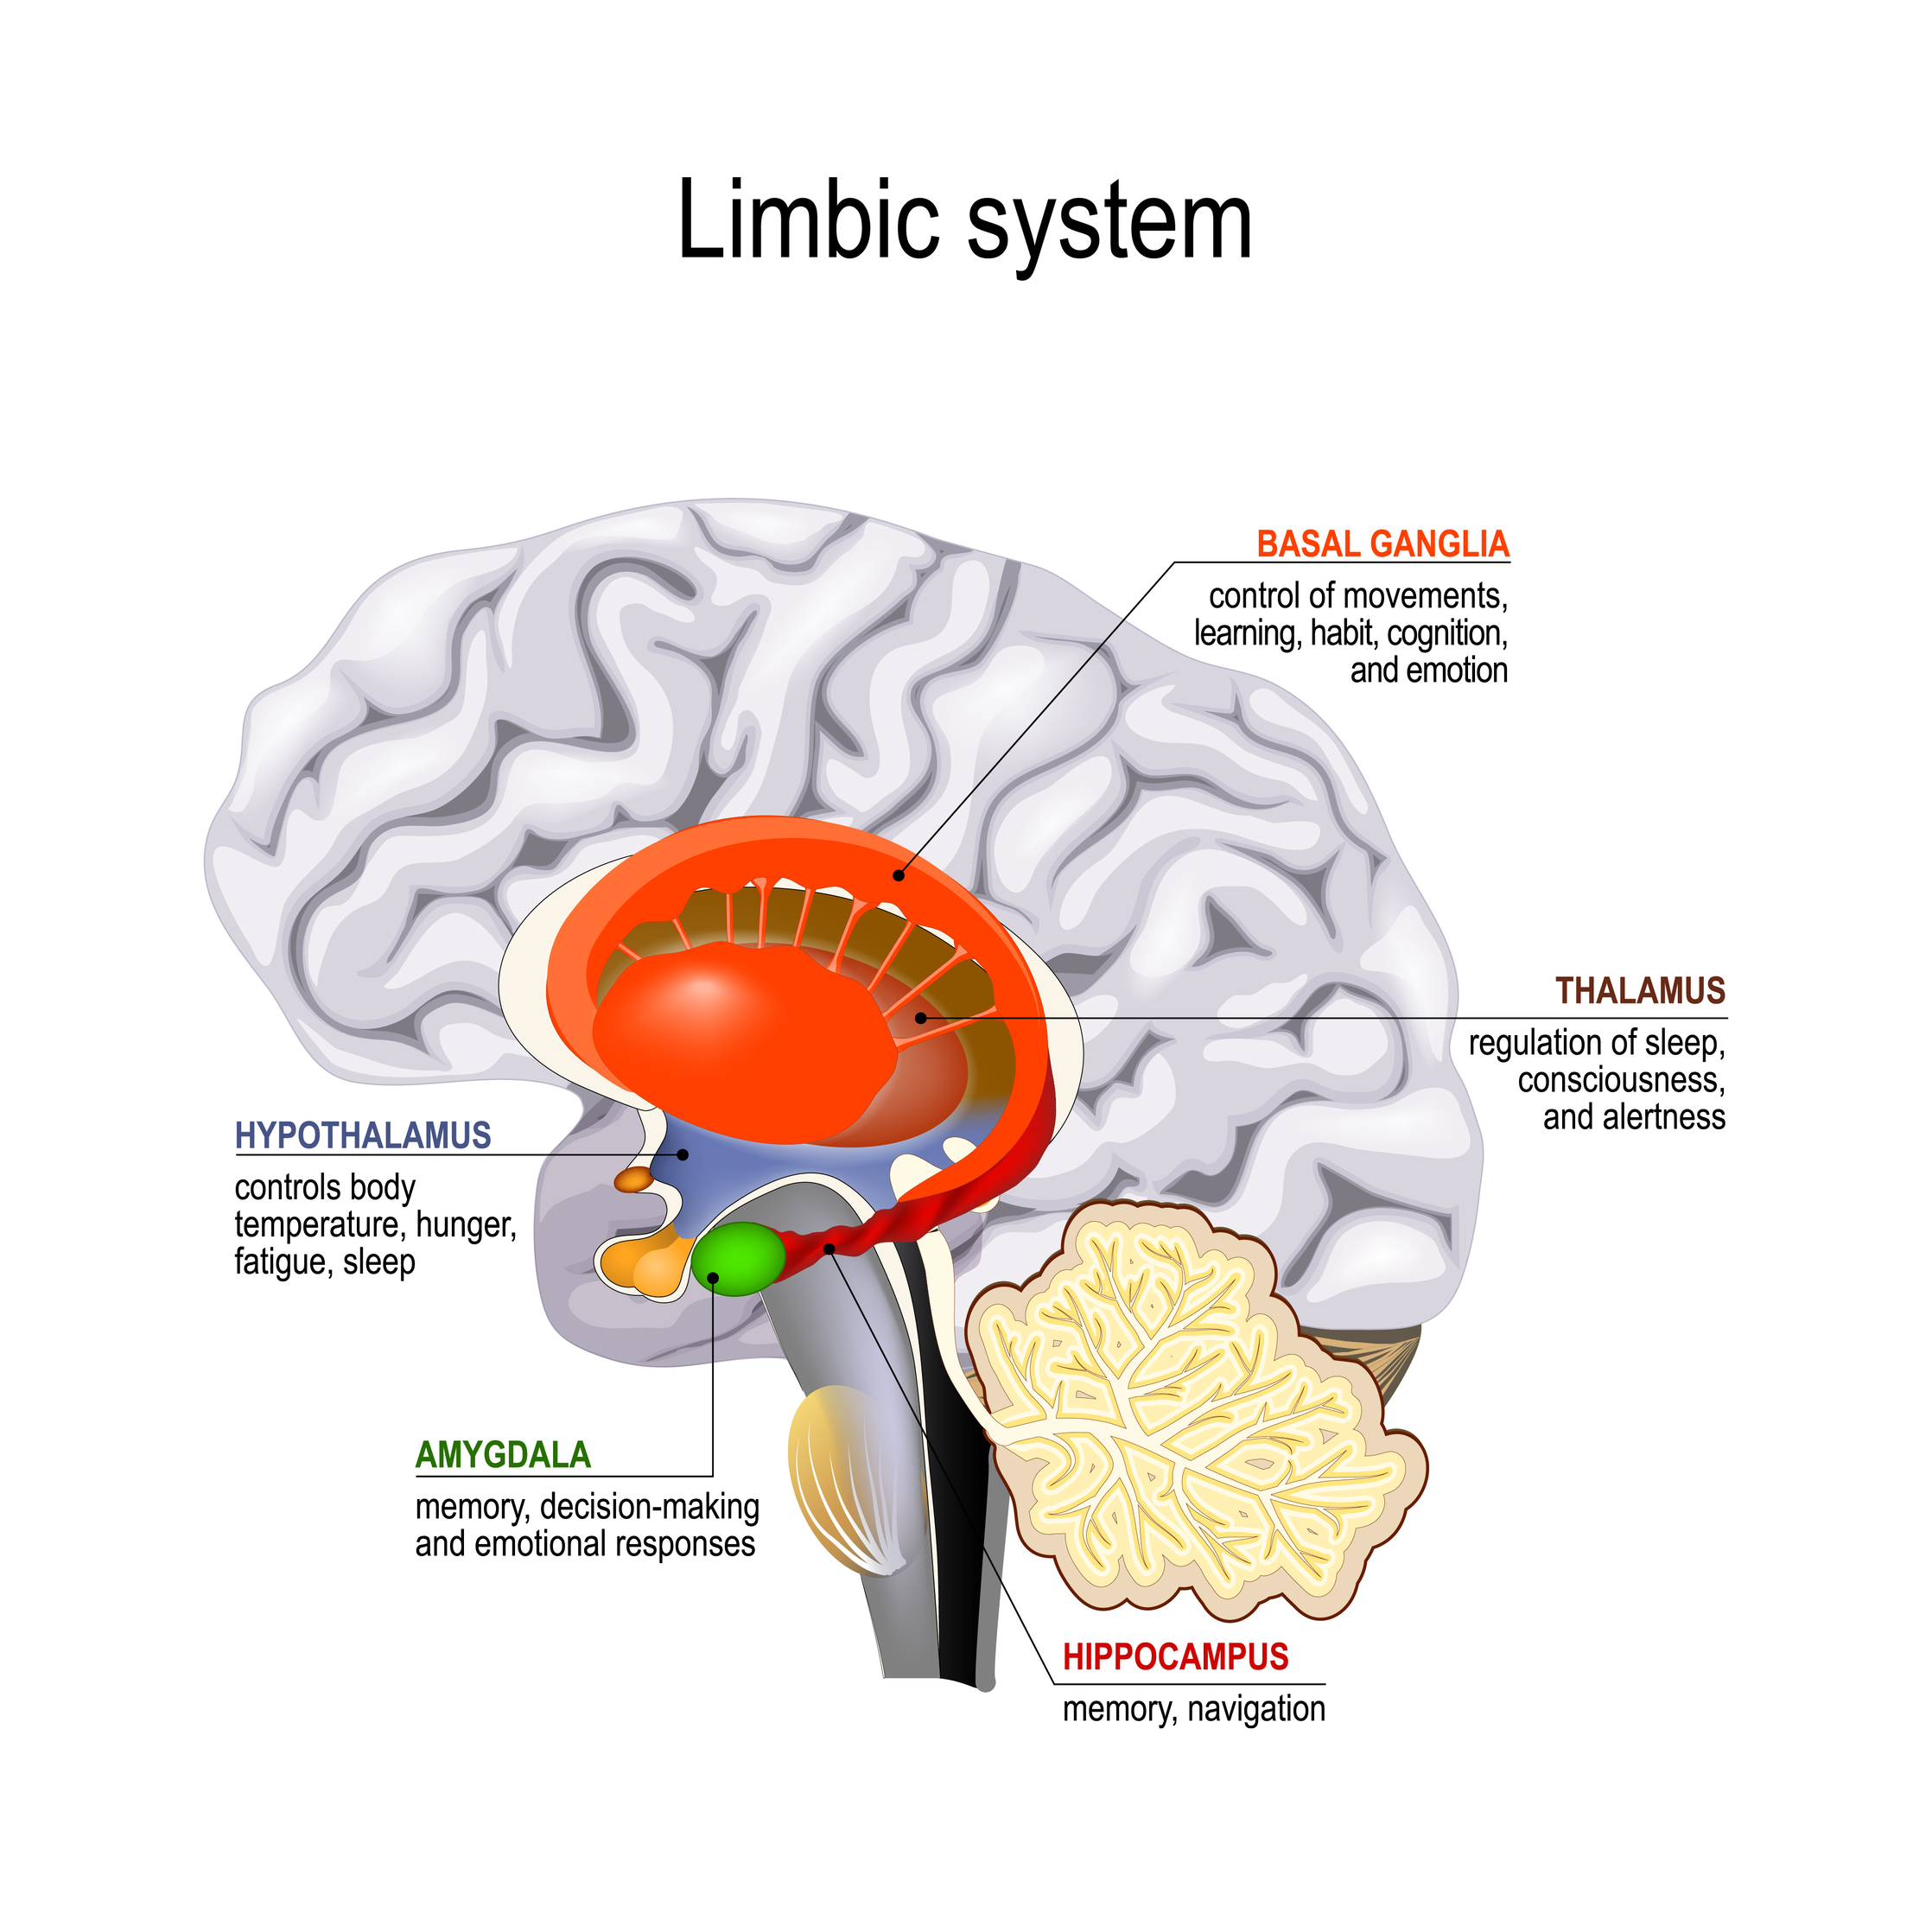 Limbic system
BASAL GANGLIA
control of movements,
learning, habit, cognition,
and emotion
THALAMUS
regulation of sleep,
consciousness,
and alertness
HYPOTHALAMUS
controls body
temperature, hunger,
fatigue, sleep
AMYGDALA
memory, decision-making
and emotional responses
HIPPOCAMPUS
memory, navigation